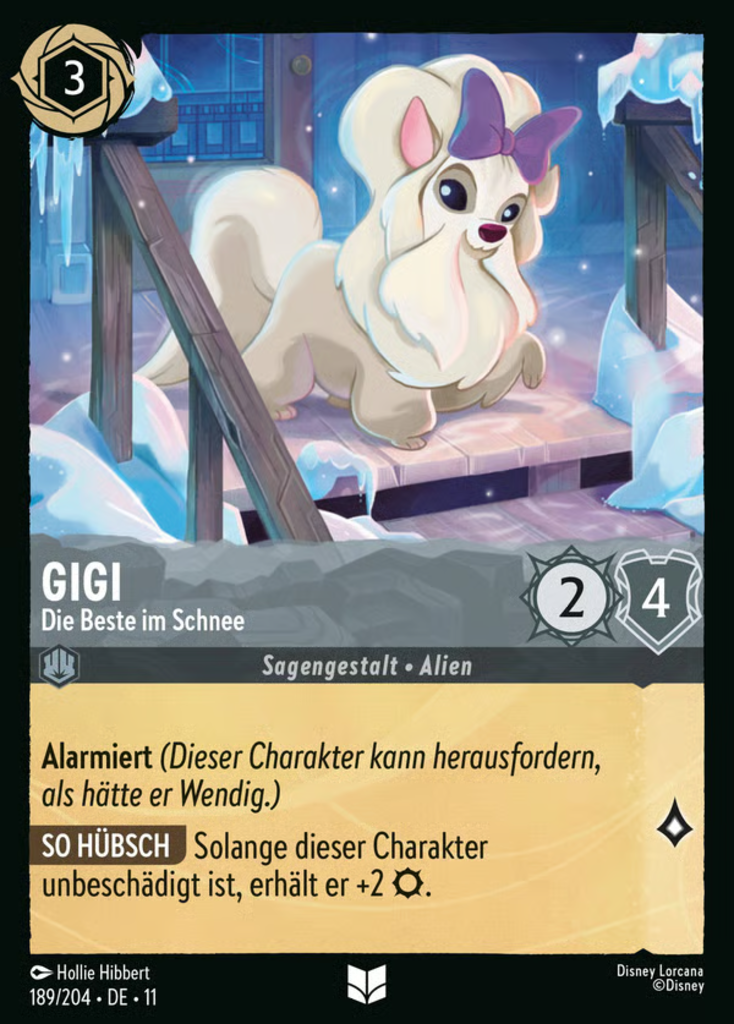 3
GIGI
Die Beste im Schnee
2
4
Sagengestalt • Alien
Alarmiert (Dieser Charakter kann herausfordern,
als hätte er Wendig.)
SO HÜBSCH Solange dieser Charakter
unbeschädigt ist, erhält er +2 .
Hollie Hibbert
189/204 • DE • 11
Disney Lorcana
©Disney